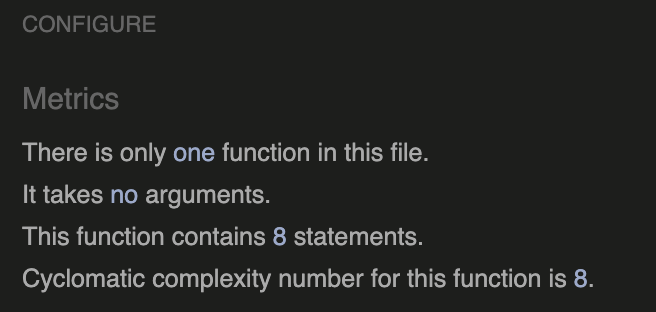 CONFIGURE
Metrics
There is only one function in this file.
It takes no arguments.
This function contains 8 statements.
Cyclomatic complexity number for this function is 8.